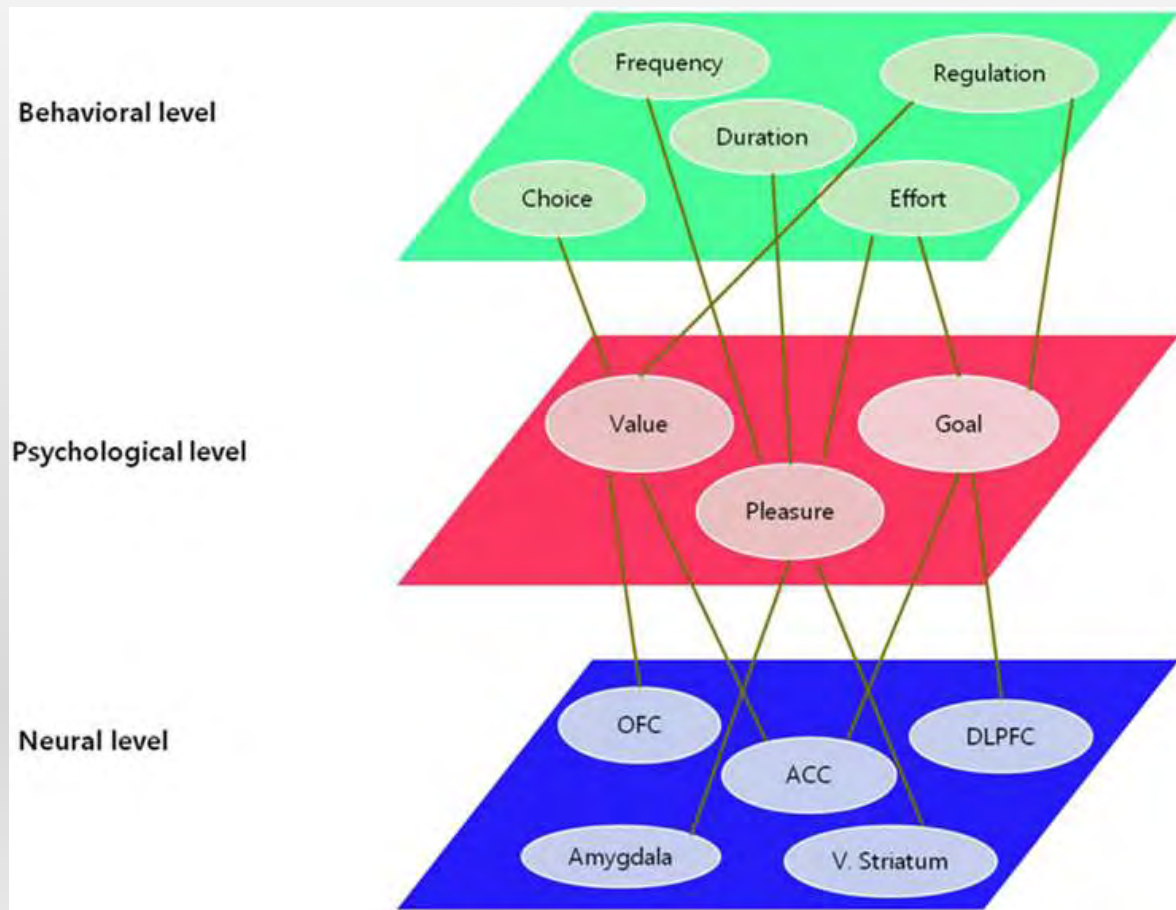 Behavioral level
Frequency
Regulation
Duration
Choice
Effort
Psychological level
Value
Goal
Pleasure
Neural level
OFC
DLPFC
ACC
Amygdala
V. Striatum